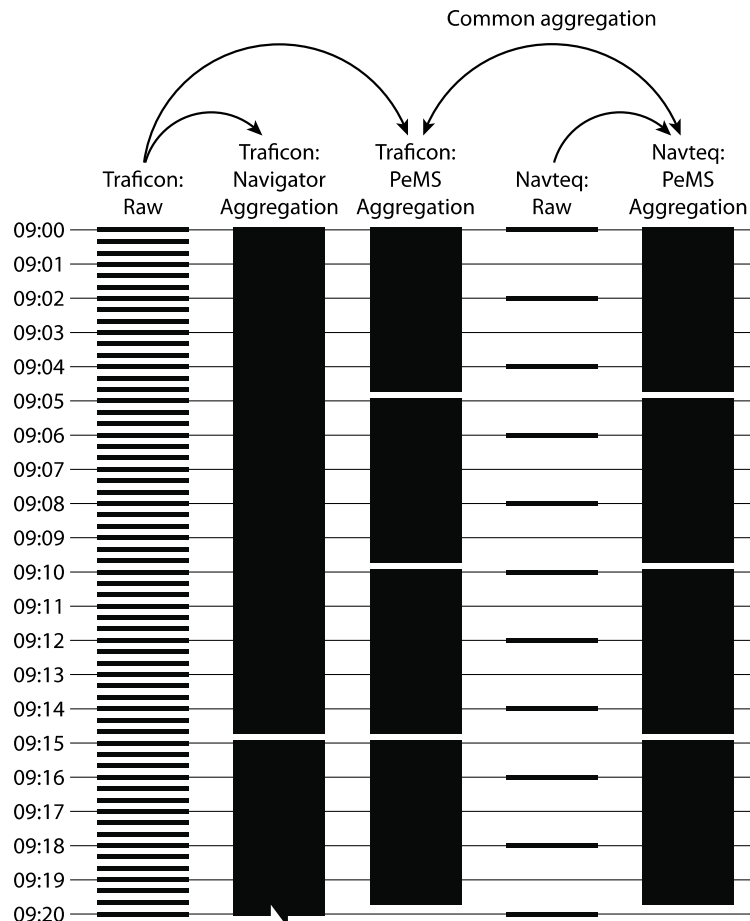 Common aggregation
Traficon:
Raw
Traficon:
Navigator
Aggregation
Traficon:
PeMS
Aggregation
Navteq:
Raw
Navteq:
PeMS
Aggregation
09:00
09:01
09:02
09:03
09:04
09:05
09:06
09:07
09:08
09:09
09:10
09:11
09:12
09:13
09:14
09:15
09:16
09:17
09:18
09:19
09:20